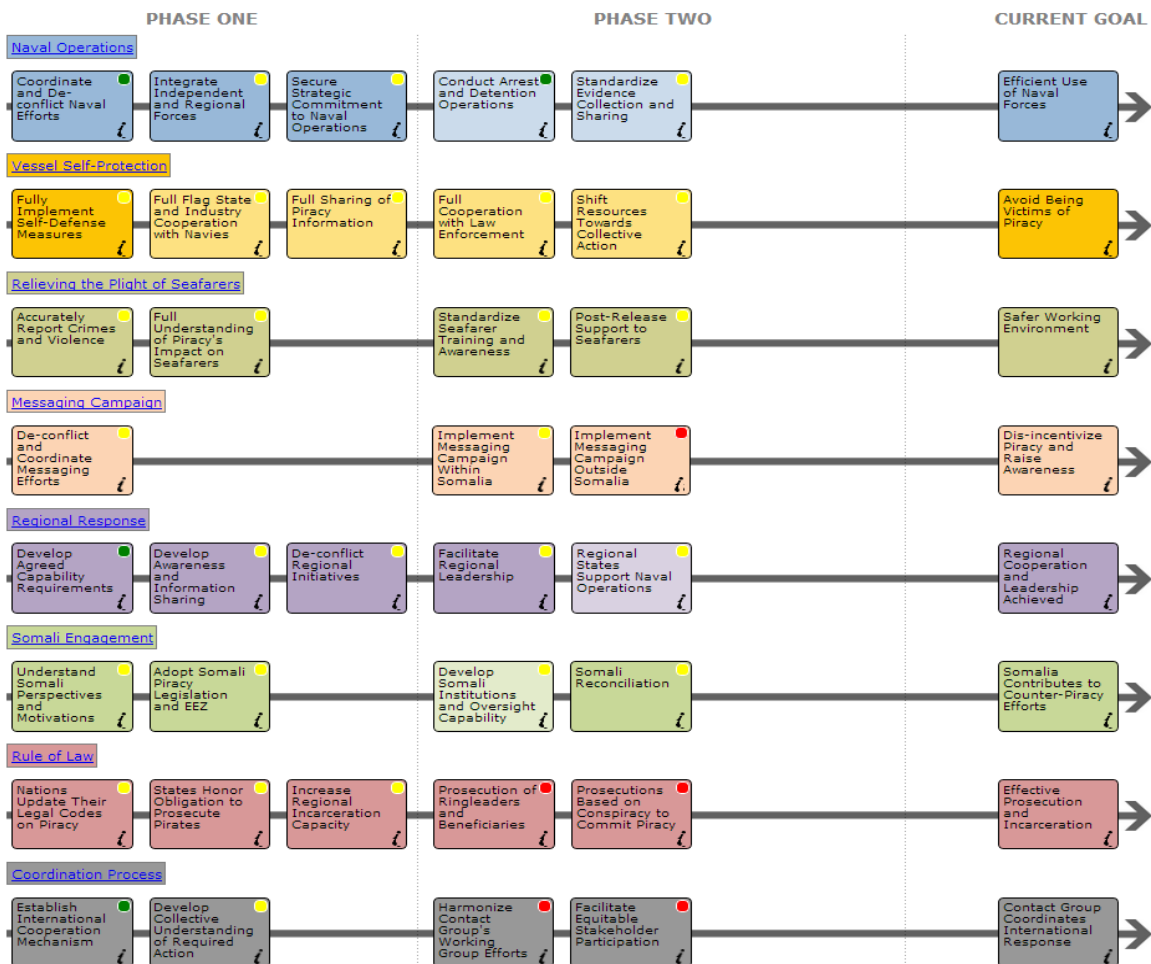 PHASE ONE
PHASE TWO
CURRENT GOAL
Naval Operations
Coordinate
and De-
conflict Naval
Efforts
i
Integrate
Independent
and Regional
Forces
i
Secure
Strategic
Commitment
to Naval
Operations
i
Conduct Arrest
and Detention
Operations
i
Standardize
Evidence
Collection and
Sharing
i
Efficient Use
of Naval
Forces
i
Vessel Self-Protection
Fully
Implement
Self-Defense
Measures
i
Full Flag State
and Industry
Cooperation
with Navies
i
Full Sharing of
Piracy
Information
i
Full
Cooperation
with Law
Enforcement
i
Shift
Resources
Towards
Collective
Action
i
Avoid Being
Victims of
Piracy
i
Relieving the Plight of Seafarers
Accurately
Report Crimes
and Violence
i
Full
Understanding
of Piracy's
Impact on
Seafarers
i
Standardize
Seafarer
Training and
Awareness
i
Post-Release
Support to
Seafarers
i
Safer Working
Environment
i
Messaging Campaign
De-conflict
and
Coordinate
Messaging
Efforts
i
Implement
Messaging
Campaign
Within
Somalia
i
Implement
Messaging
Campaign
Outside
Somalia
i
Dis-incentivize
Piracy and
Raise
Awareness
i
Regional Response
Develop
Agreed
Capability
Requirements
i
Develop
Awareness
and
Information
Sharing
i
De-conflict
Regional
Initiatives
i
Facilitate
Regional
Leadership
i
Regional
States
Support Naval
Operations
i
Regional
Cooperation
and
Leadership
Achieved
i
Somali Engagement
Understand
Somali
Perspectives
and
Motivations
i
Adopt Somali
Piracy
Legislation
and EEZ
i
Develop
Somali
Institutions
and Oversight
Capability
i
Somali
Reconciliation
i
Somalia
Contributes to
Counter-Piracy
Efforts
i
Rule of Law
Nations
Update Their
Legal Codes
on Piracy
i
States Honor
Obligation to
Prosecute
Pirates
i
Increase
Regional
Incarceration
Capacity
i
Prosecution of
Ringleaders
and
Beneficiaries
i
Prosecutions
Based on
Conspiracy to
Commit Piracy
i
Effective
Prosecution
and
Incarceration
i
Coordination Process
Establish
International
Cooperation
Mechanism
i
Develop
Collective
Understanding
of Required
Action
i
Harmonize
Contact
Group's
Working
Group Efforts
i
Facilitate
Equitable
Stakeholder
Participation
i
Contact Group
Coordinates
International
Response
i